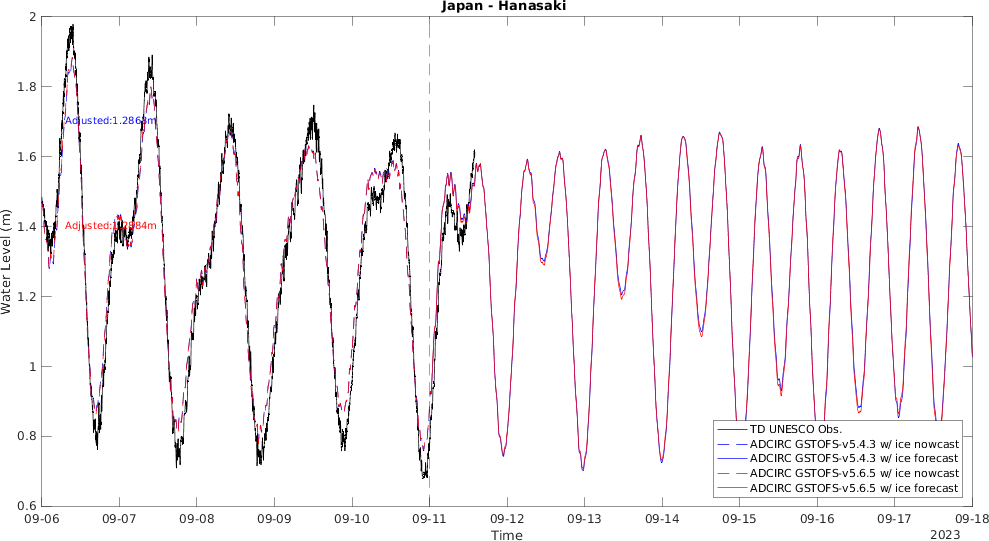 Japan - Hanasaki
Water Level (m)
2
1.8
1.6
1.4
1.2
1
0.8
0.6
Adjusted:1.2863m
Adjusted:1.2984m
TD UNESCO Obs.
ADCIRC GSTOFS-v5.4.3 w/ ice nowcast
ADCIRC GSTOFS-v5.4.3 w/ ice forecast
ADCIRC GSTOFS-v5.6.5 w/ ice nowcast
ADCIRC GSTOFS-v5.6.5 w/ ice forecast
09-06 09-07 09-08 09-09 09-10 09-11 09-12 09-13 09-14 09-15 09-16 09-17 09-18
Time
2023